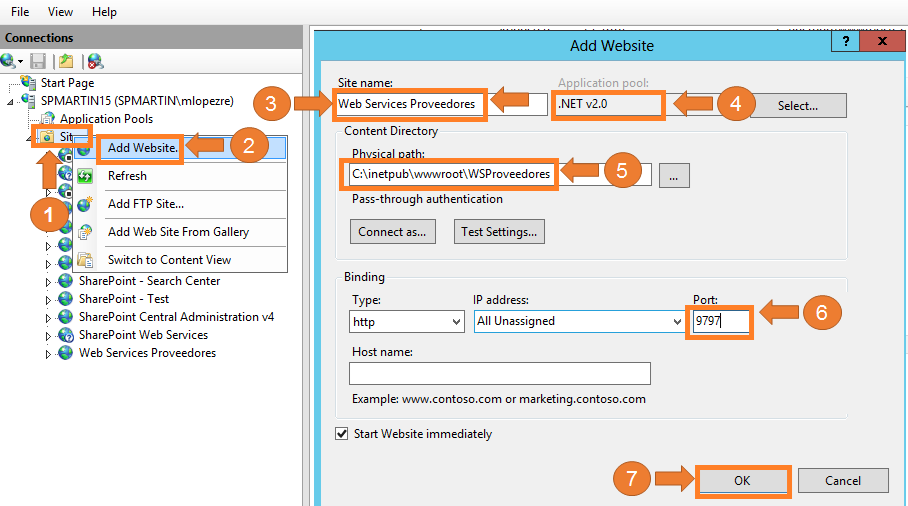 File View Help
Connections
Start Page
SPMARTIN15 (SPMARTIN\mlopezre)
Application Pools
Sit
1
Add Website.
2
Refresh
Add FTP Site...
Add Web Site From Gallery
Switch to Content View
SharePoint - Search Center
SharePoint - Test
SharePoint Central Administration v4
SharePoint Web Services
Web Services Proveedores
Add Website
? x
Site name: Application pool:
3 Web Services Proveedores .NET v2.0 4 Select...
Content Directory
Physical path:
C:\inetpub\wwwroot\WSProveedores 5 ...
Pass-through authentication
Connect as... Test Settings...
Binding
Type: IP address: Port:
http All Unassigned 9797 6
Host name:
Example: www.contoso.com or marketing.contoso.com
Start Website immediately
7 OK Cancel